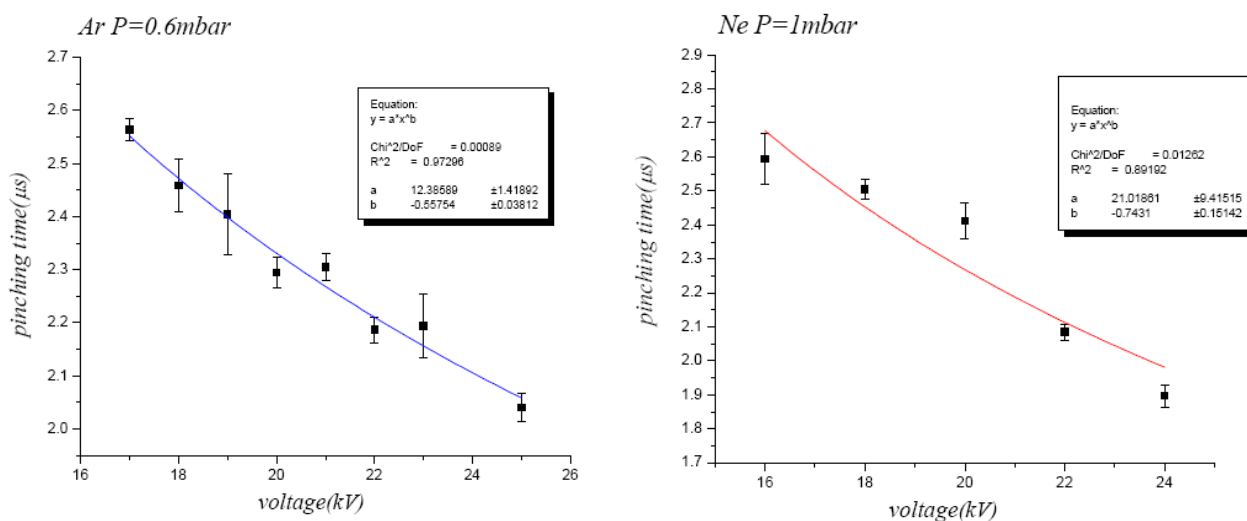 Ar P=0.6mbar
2.7
2.6
2.5
2.4
2.3
2.2
2.1
2.0
pinching time(μs)
Equation:
y = a*x^b
Chi^2/DoF = 0.00089
R^2 = 0.97296
a 12.38589 ±1.41892
b -0.55754 ±0.03812
16 18 20 22 24 26
voltage(kV)
Ne P=1mbar
2.9
2.8
2.7
2.6
2.5
2.4
2.3
2.2
2.1
2.0
1.9
1.8
1.7
pinching time(μs)
Equation:
y = a*x^b
Chi^2/DoF = 0.01262
R^2 = 0.89192
a 21.01861 ±9.41515
b -0.7431 ±0.15142
16 18 20 22 24
voltage(kV)